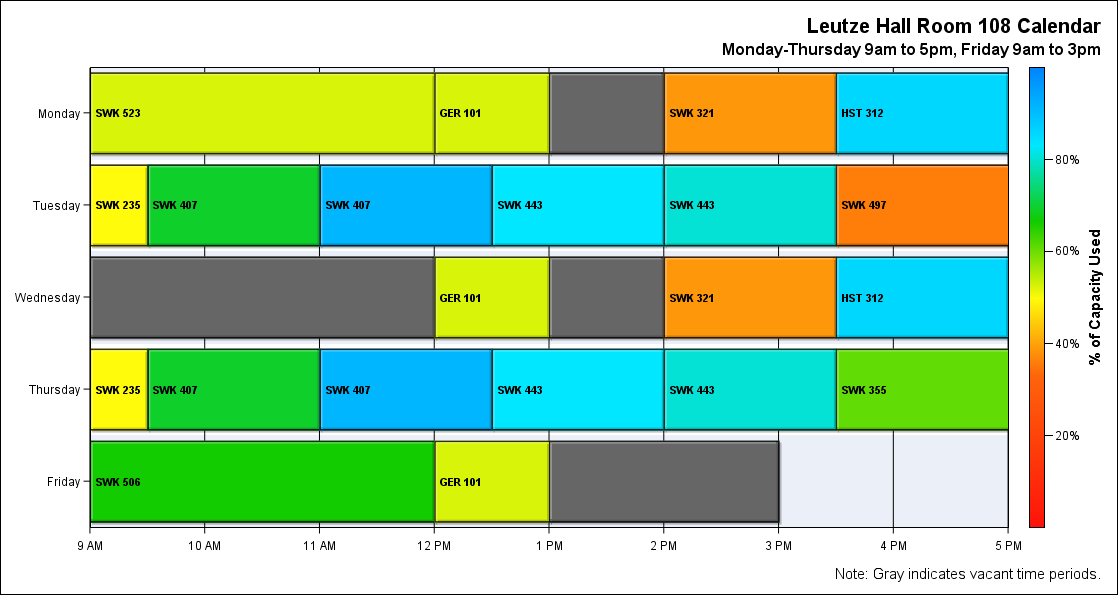 Leutze Hall Room 108 Calendar
Monday-Thursday 9am to 5pm, Friday 9am to 3pm
Monday
SWK 523
GER 101
SWK 321
HST 312
Tuesday
SWK 235
SWK 407
SWK 407
SWK 443
SWK 443
SWK 497
Wednesday
GER 101
SWK 321
HST 312
Thursday
SWK 235
SWK 407
SWK 407
SWK 443
SWK 443
SWK 355
Friday
SWK 506
GER 101
9 AM
10 AM
11 AM
12 PM
1 PM
2 PM
3 PM
4 PM
5 PM
80%
60%
40%
20%
% of Capacity Used
Note: Gray indicates vacant time periods.